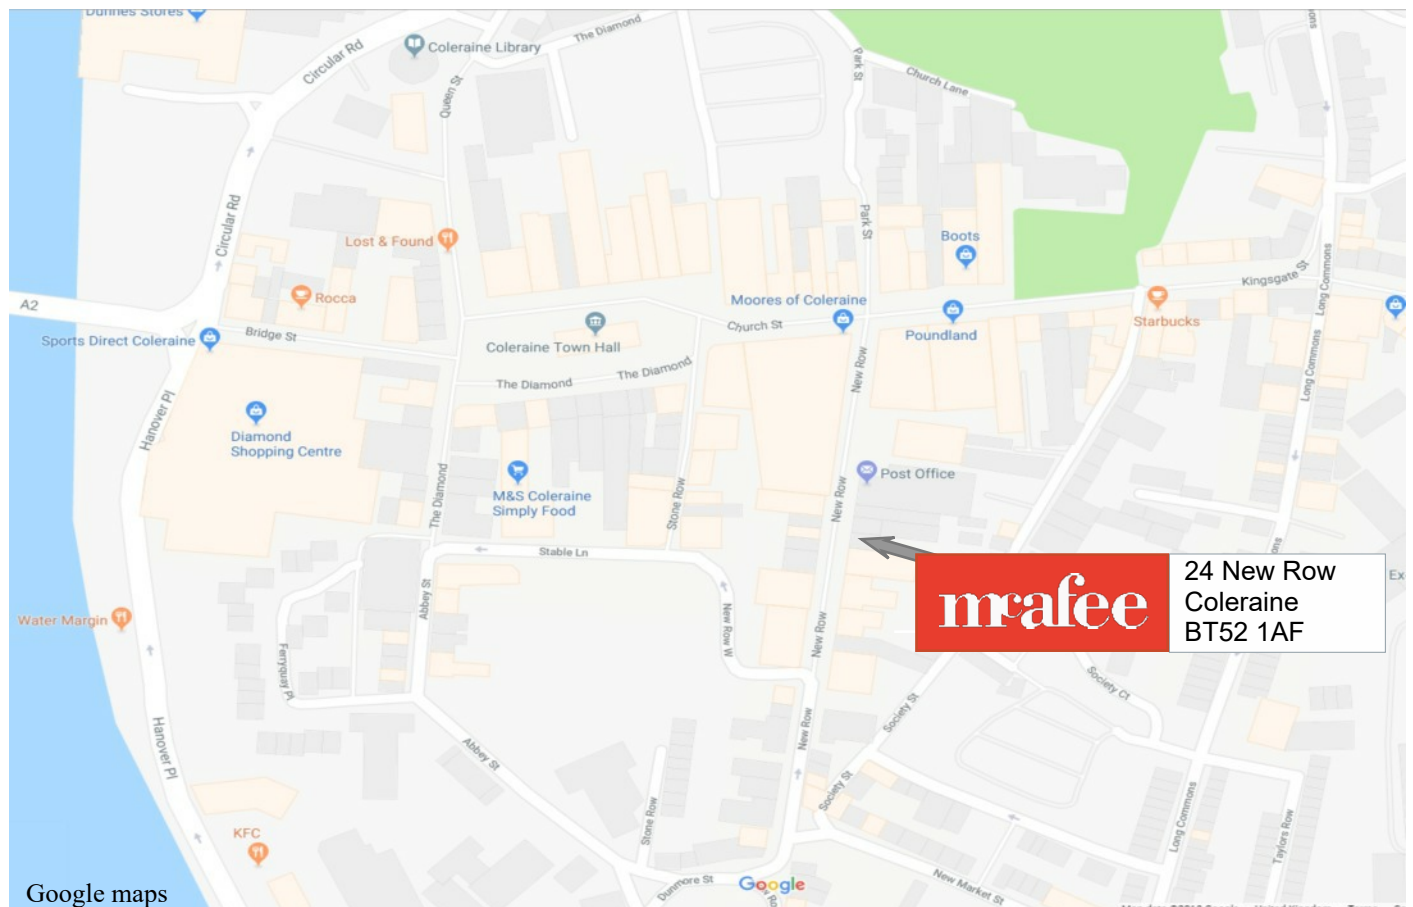 Dunnes Stores
Circular Rd
Coleraine Library
The Diamond
Queen St
Park St
Church Lane
Circular Rd
Lost & Found
Park St
Boots
Long Commons
Kingsgate St
A2
Rocca
Moores of Coleraine
Church St
Poundland
Starbucks
Sports Direct Coleraine
Bridge St
Coleraine Town Hall
The Diamond
The Diamond
New Row
Long Commons
Hanover Pl
Diamond
Shopping Centre
The Diamond
M&S Coleraine
Simply Food
Stone Row
New Row
Post Office
Stable Ln
mcafee
24 New Row
Coleraine
BT52 1AF
Ex
Water Margin
Abbey St
New Row W
New Row
Ferryquay Pl
Society Ct
Society St
Hanover Pl
Abbey St
New Row
Society St
Stone Row
Long Commons
Taylors Row
KFC
Google
Dunmore St
New Market St
Google maps